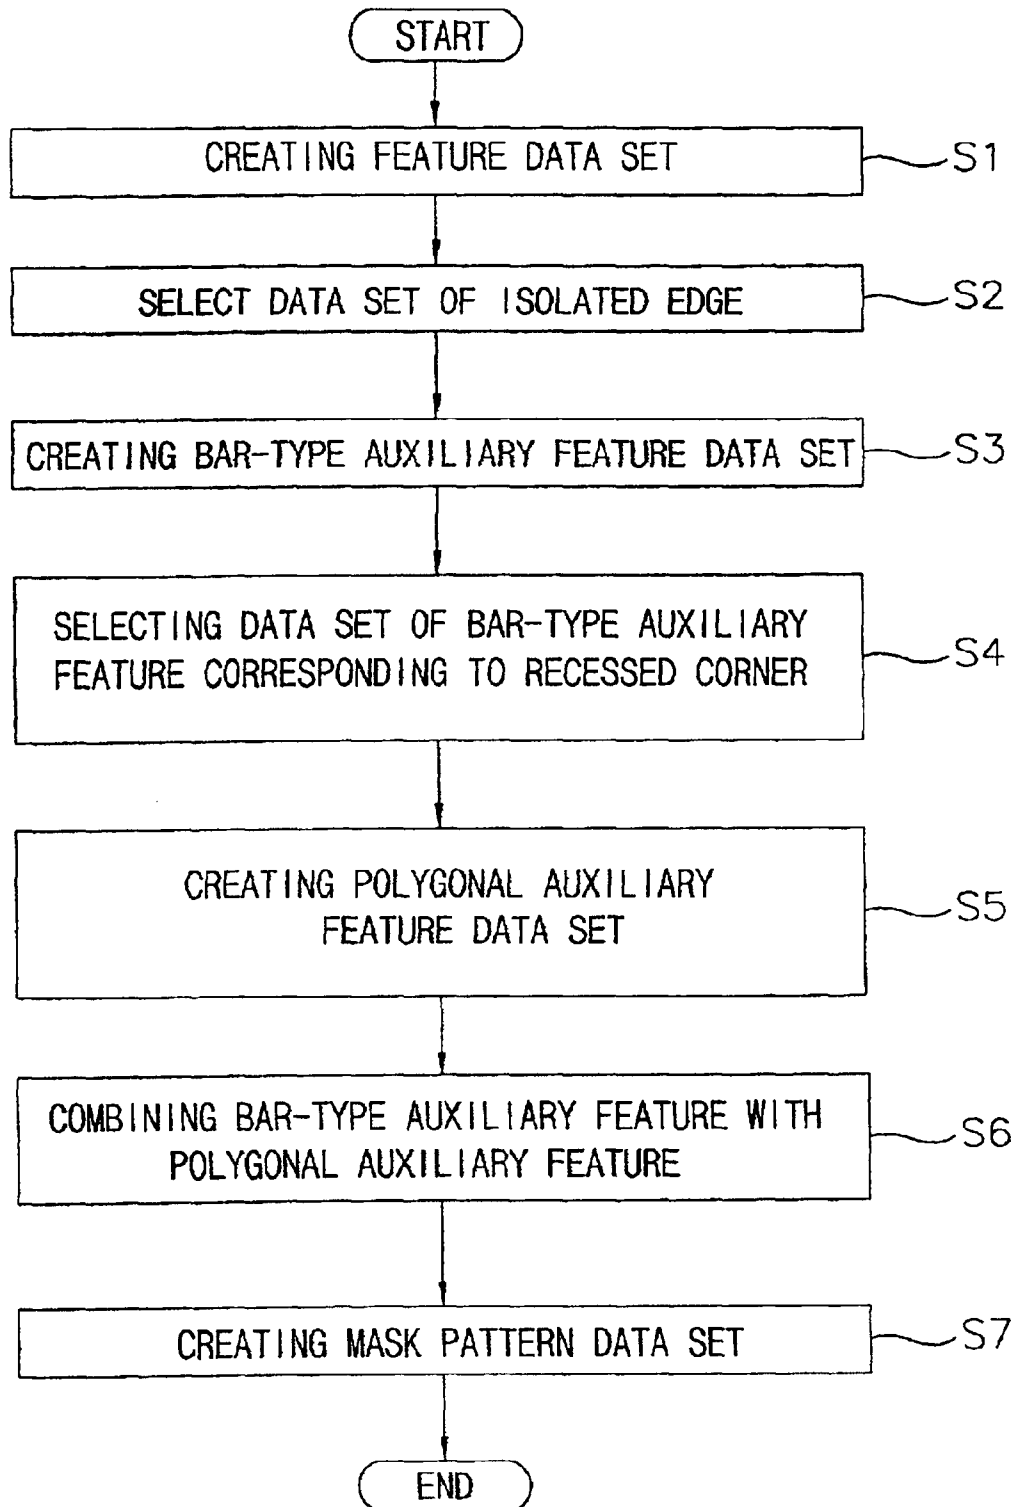 START
CREATING FEATURE DATA SET
S1
SELECT DATA SET OF ISOLATED EDGE
S2
CREATING BAR-TYPE AUXILIARY FEATURE DATA SET
S3
SELECTING DATA SET OF BAR-TYPE AUXILIARY
FEATURE CORRESPONDING TO RECESSED CORNER
S4
CREATING POLYGONAL AUXILIARY
FEATURE DATA SET
S5
COMBINING BAR-TYPE AUXILIARY FEATURE WITH
POLYGONAL AUXILIARY FEATURE
S6
CREATING MASK PATTERN DATA SET
S7
END